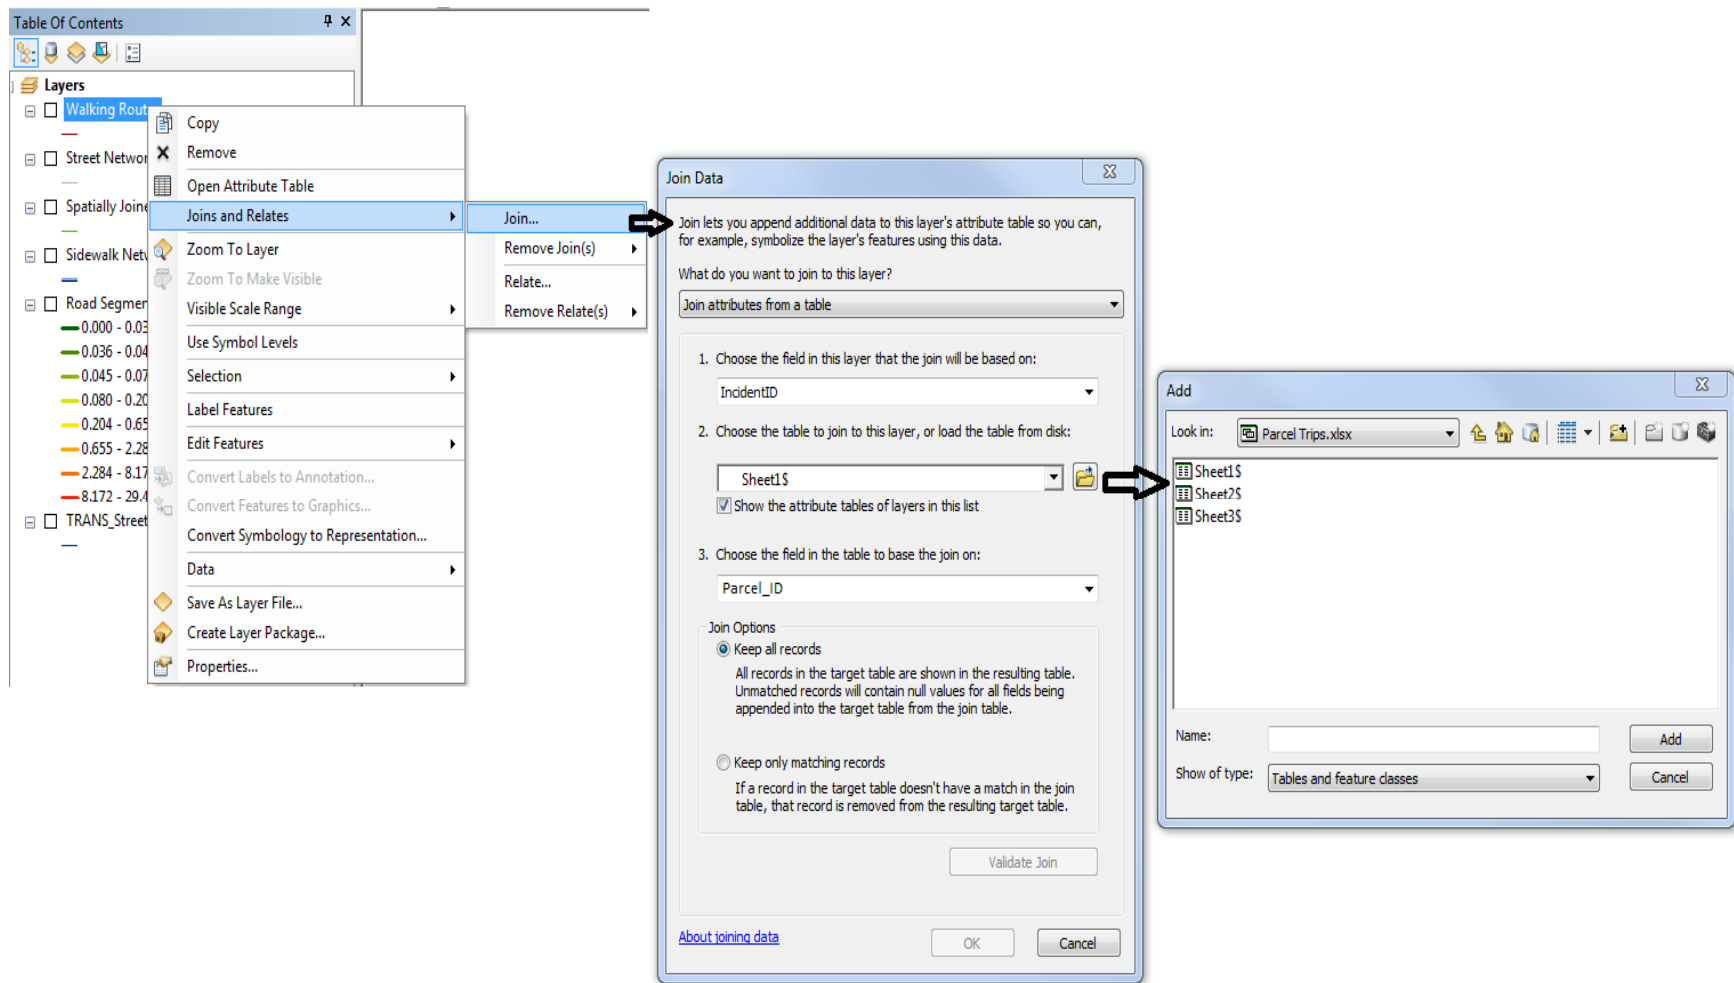 Table Of Contents
Layers
Walking Rout
Street Networ
Spatially Joine
Sidewalk Netw
Road Segmen
0.000 - 0.03
0.036 - 0.04
0.045 - 0.07
0.080 - 0.20
0.204 - 0.65
0.655 - 2.28
2.284 - 8.17
8.172 - 29.4
TRANS_Street
Copy
Remove
Open Attribute Table
Joins and Relates
Zoom To Layer
Zoom To Make Visible
Visible Scale Range
Use Symbol Levels
Selection
Label Features
Edit Features
Convert Labels to Annotation...
Convert Features to Graphics...
Convert Symbology to Representation...
Data
Save As Layer File...
Create Layer Package...
Properties...
Join...
Remove Join(s)
Relate...
Remove Relate(s)
Join Data
Join lets you append additional data to this layer's attribute table so you can,
for example, symbolize the layer's features using this data.
What do you want to join to this layer?
Join attributes from a table
1. Choose the field in this layer that the join will be based on:
IncidentID
2. Choose the table to join to this layer, or load the table from disk:
Sheet1$
Show the attribute tables of layers in this list
3. Choose the field in the table to base the join on:
Parcel_ID
Join Options
Keep all records
All records in the target table are shown in the resulting table.
Unmatched records will contain null values for all fields being
appended into the target table from the join table.
Keep only matching records
If a record in the target table doesn't have a match in the join
table, that record is removed from the resulting target table.
Validate Join
About joining data
OK
Cancel
Add
Look in:
Parcel Trips.xlsx
Sheet1$
Sheet2$
Sheet3$
Name:
Add
Show of type:
Tables and feature classes
Cancel